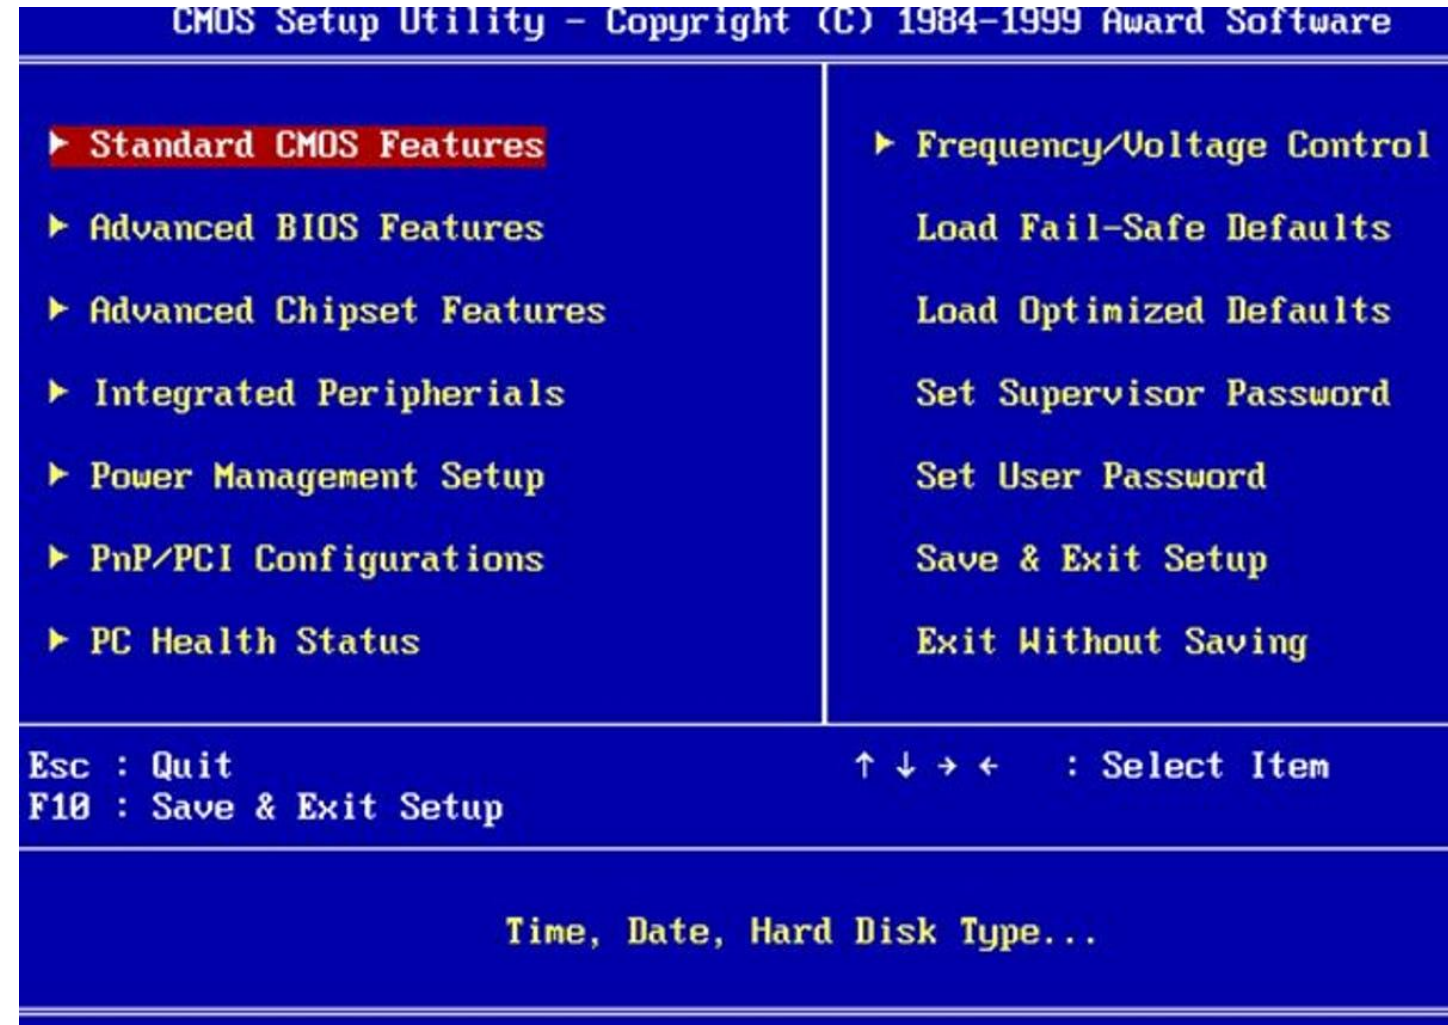 CMOS Setup Utility - Copyright (C) 1984-1999 Award Software
Standard CMOS Features
Advanced BIOS Features
Advanced Chipset Features
Integrated Peripherials
Power Management Setup
PnP/PCI Configurations
PC Health Status
Frequency/Voltage Control
Load Fail-Safe Defaults
Load Optimized Defaults
Set Supervisor Password
Set User Password
Save & Exit Setup
Exit Without Saving
Esc : Quit
F10 : Save & Exit Setup
↑ ↓ → ← : Select Item
Time, Date, Hard Disk Type...